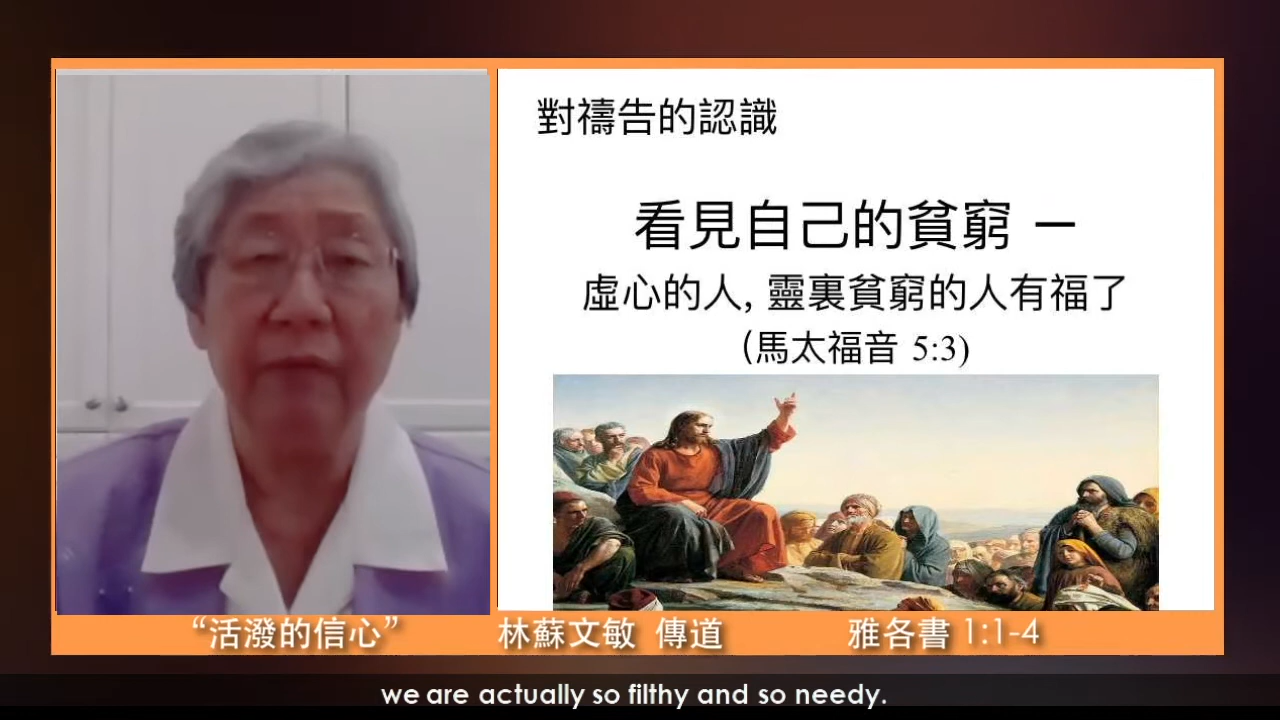 對禱告的認識
看見自己的貧窮 –
虛心的人, 靈裏貧窮的人有福了
(馬太福音 5:3)
“活潑的信心” 林蘇文敏 傳道 雅各書 1:1-4
we are actually so filthy and so needy.